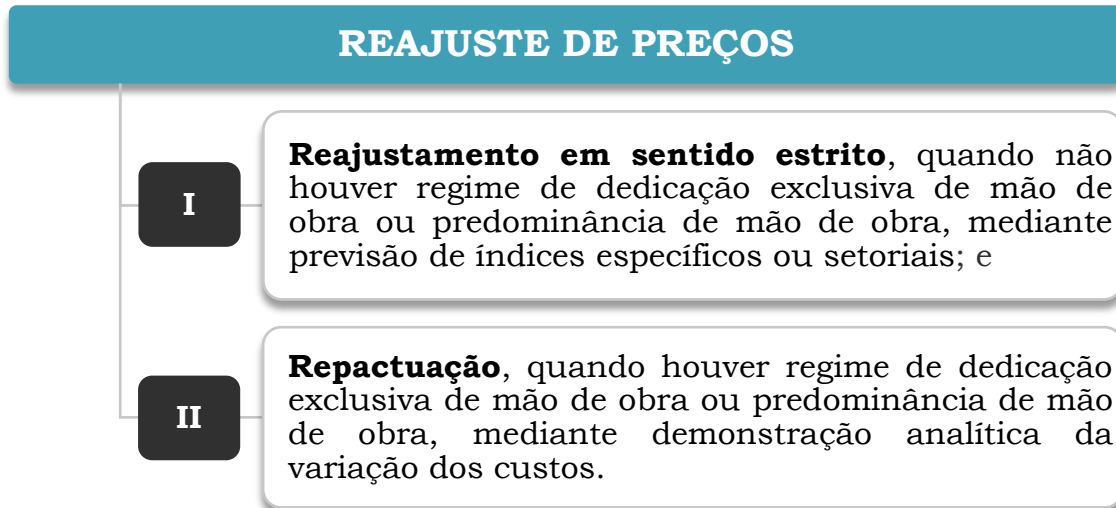 REAJUSTE DE PREÇOS
I
Reajustamento em sentido estrito, quando não
houver regime de dedicação exclusiva de mão de
obra ou predominância de mão de obra, mediante
previsão de índices específicos ou setoriais; e
II
Repactuação, quando houver regime de dedicação
exclusiva de mão de obra ou predominância de mão
de obra, mediante demonstração analítica da
variação dos custos.